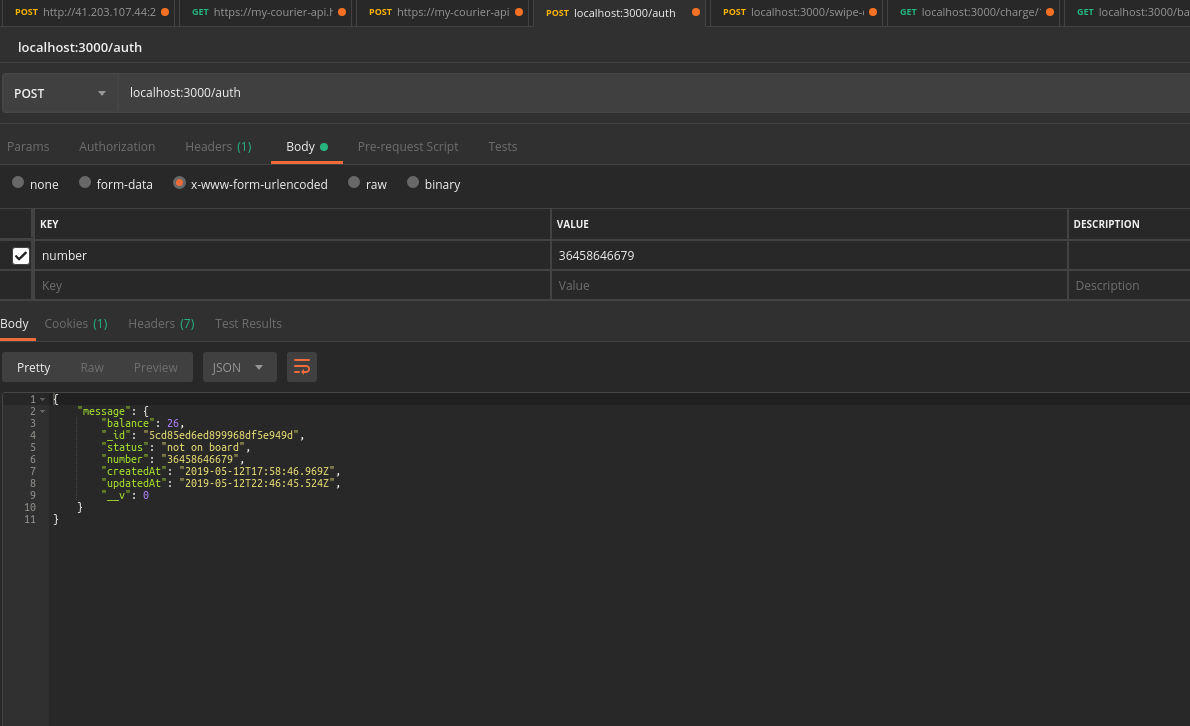 POST http://41.203.107.44:2 GET https://my-courier-api.h POST https://my-courier-api POST localhost:3000/auth POST localhost:3000/swipe- GET localhost:3000/charge/ GET localhost:3000/ba
localhost:3000/auth
POST localhost:3000/auth
Params Authorization Headers (1) Body Pre-request Script Tests
none form-data x-www-form-urlencoded raw binary
KEY VALUE DESCRIPTION
number 36458646679
Key Value Description
Body Cookies (1) Headers (7) Test Results
Pretty Raw Preview JSON
1 {
2 "message": {
3 "balance": 26,
4 "_id": "5cd85ed6ed899968df5e949d",
5 "status": "not on board",
6 "number": "36458646679",
7 "createdAt": "2019-05-12T17:58:46.969Z",
8 "updatedAt": "2019-05-12T22:46:45.524Z",
9 "__v": 0
10 }
11 }